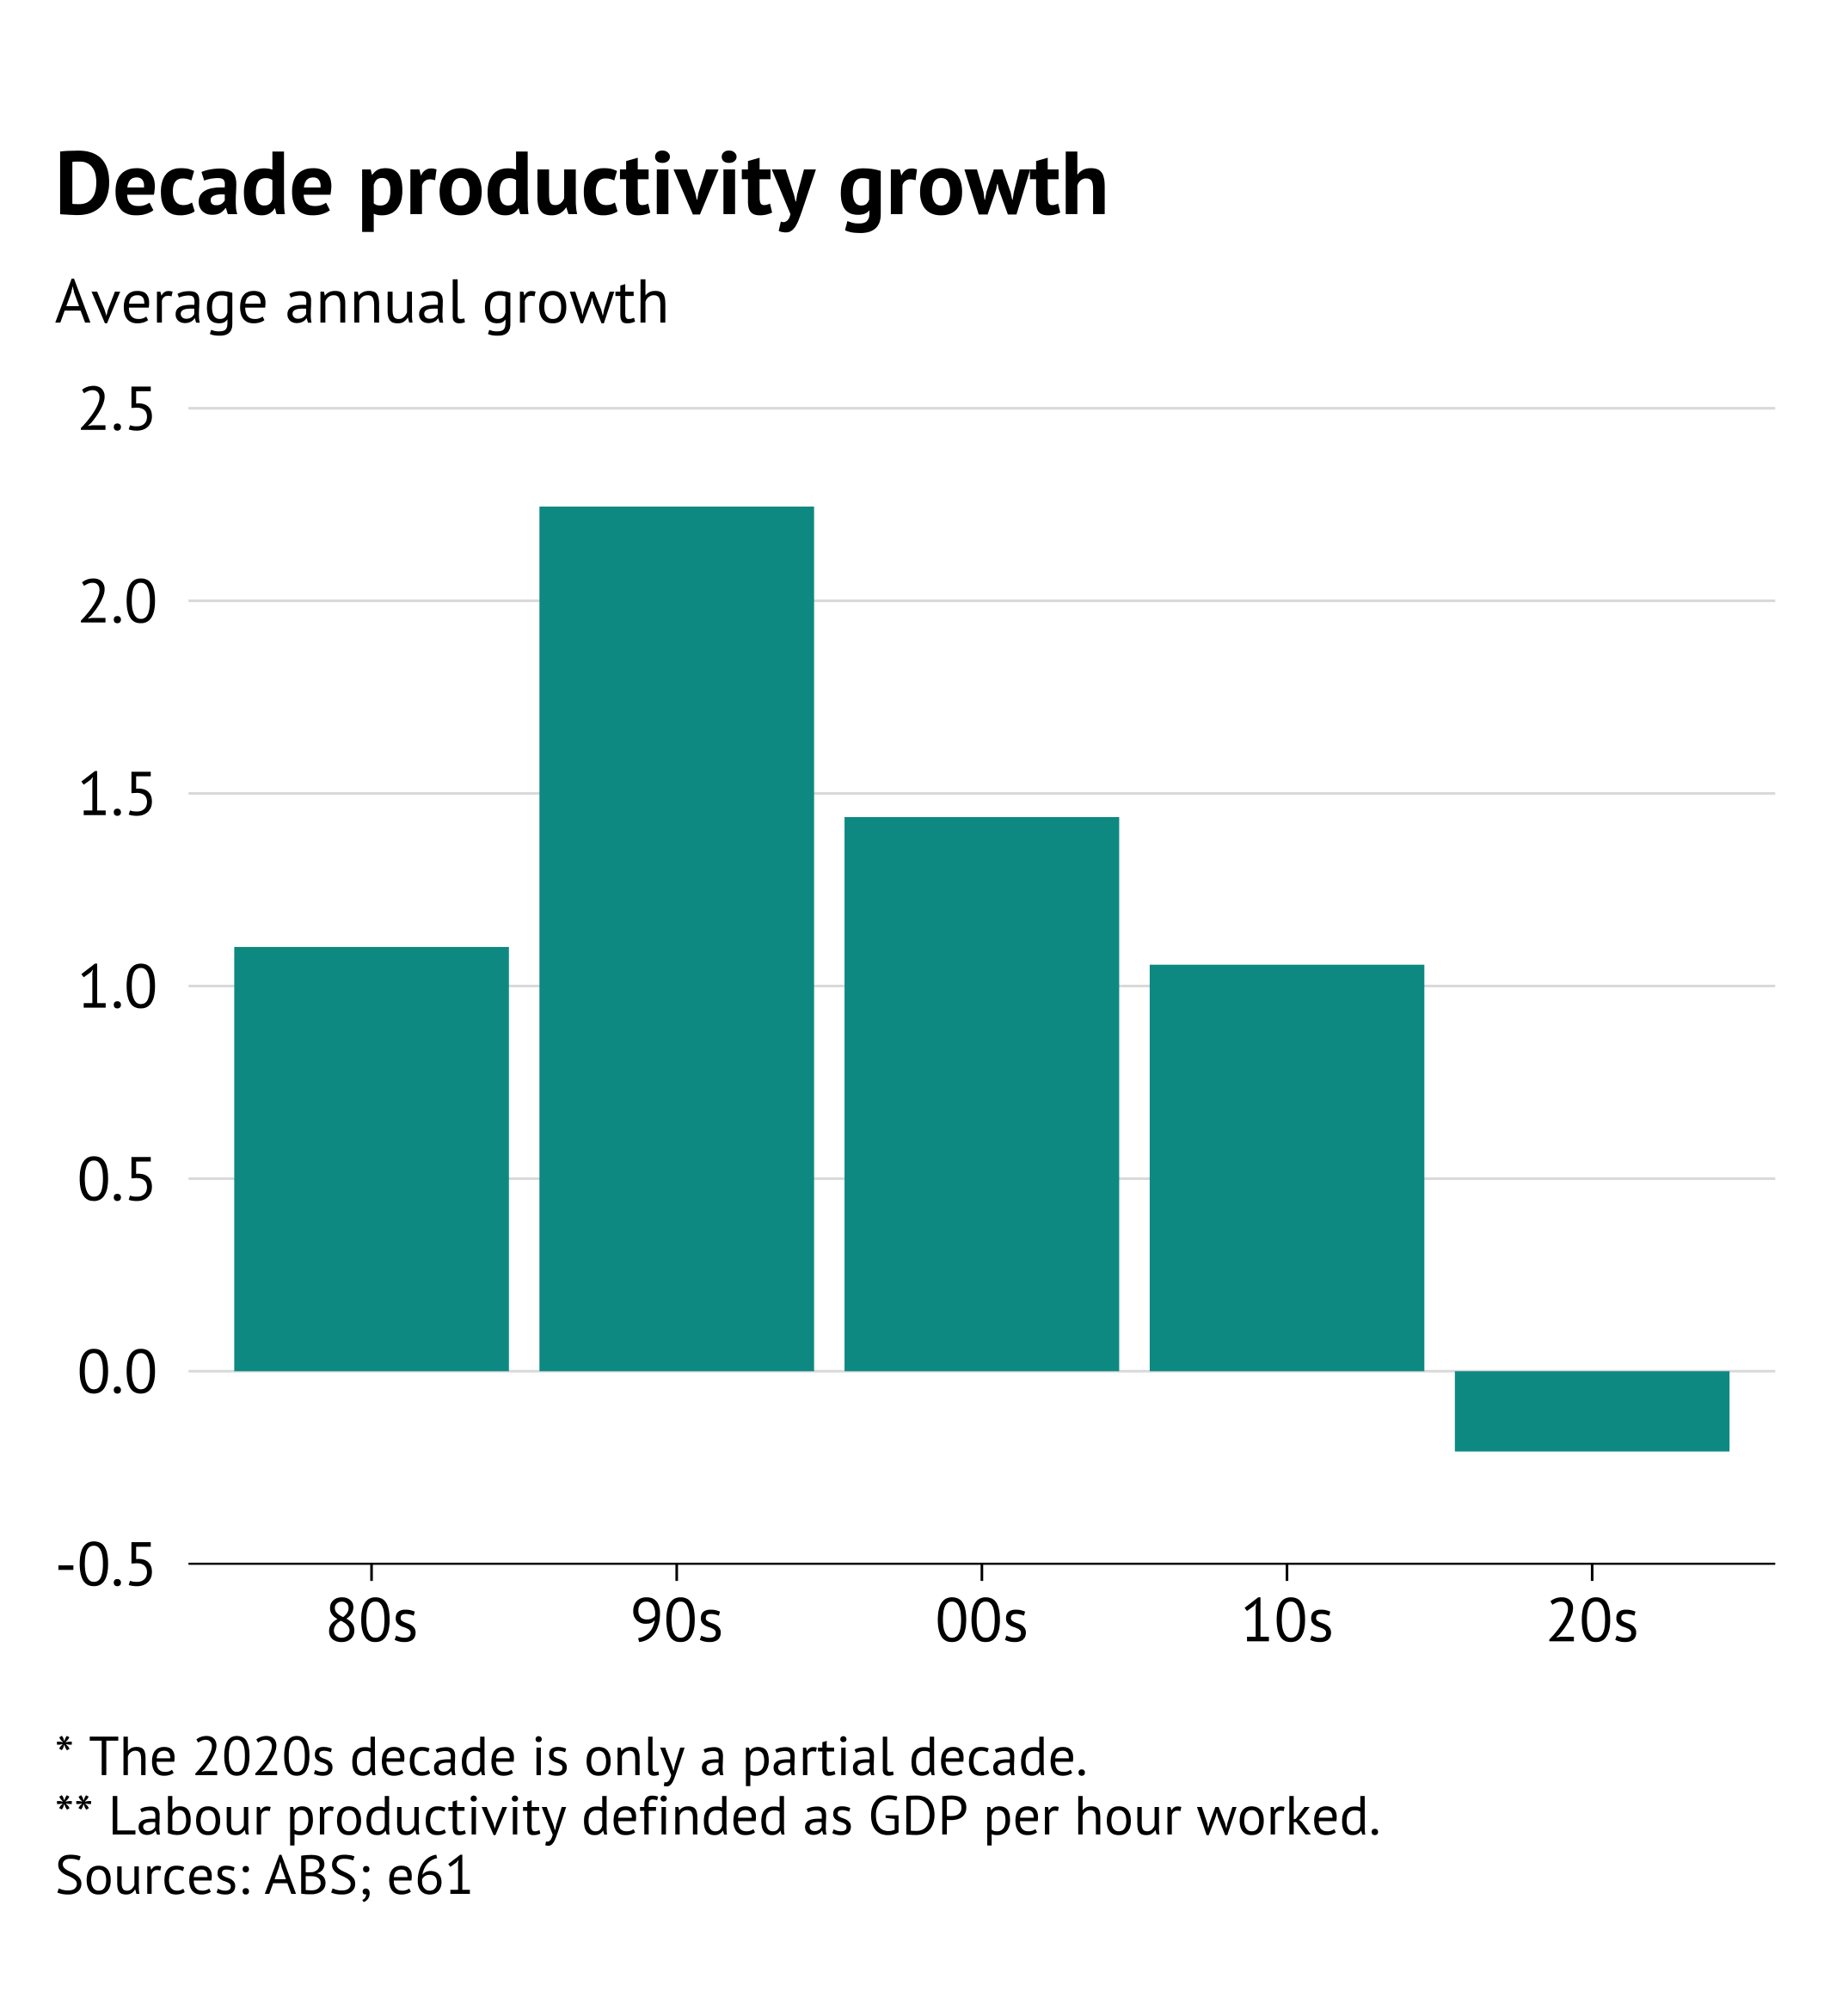 Decade productivity growth
Average annual growth
2.5
2.0
1.5
1.0
0.5
0.0
-0.5
80s 90s 00s 10s 20s
* The 2020s decade is only a partial decade.
** Labour productivity definded as GDP per hour worked.
Sources: ABS; e61